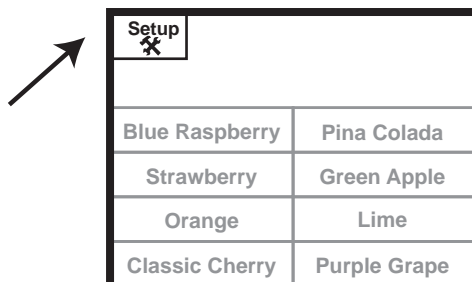 Setup
Blue Raspberry Pina Colada
Strawberry Green Apple
Orange Lime
Classic Cherry Purple Grape